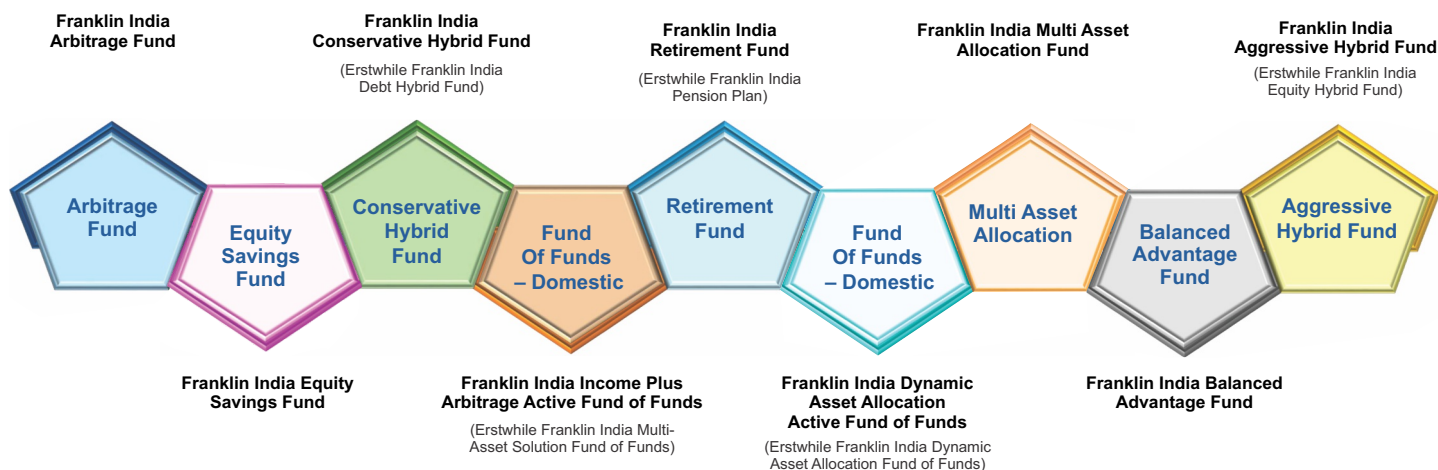 Franklin India
Arbitrage Fund
Franklin India
Conservative Hybrid Fund
(Erstwhile Franklin India
Debt Hybrid Fund)
Franklin India
Retirement Fund
(Erstwhile Franklin India
Pension Plan)
Franklin India Multi Asset
Allocation Fund
Franklin India
Aggressive Hybrid Fund
(Erstwhile Franklin India
Equity Hybrid Fund)
Arbitrage
Fund
Equity
Savings
Fund
Conservative
Hybrid
Fund
Fund
Of Funds
– Domestic
Retirement
Fund
Fund
Of Funds
– Domestic
Multi Asset
Allocation
Balanced
Advantage
Fund
Aggressive
Hybrid Fund
Franklin India Equity
Savings Fund
Franklin India Income Plus
Arbitrage Active Fund of Funds
(Erstwhile Franklin India Multi-
Asset Solution Fund of Funds)
Franklin India Dynamic
Asset Allocation
Active Fund of Funds
(Erstwhile Franklin India Dynamic
Asset Allocation Fund of Funds)
Franklin India Balanced
Advantage Fund